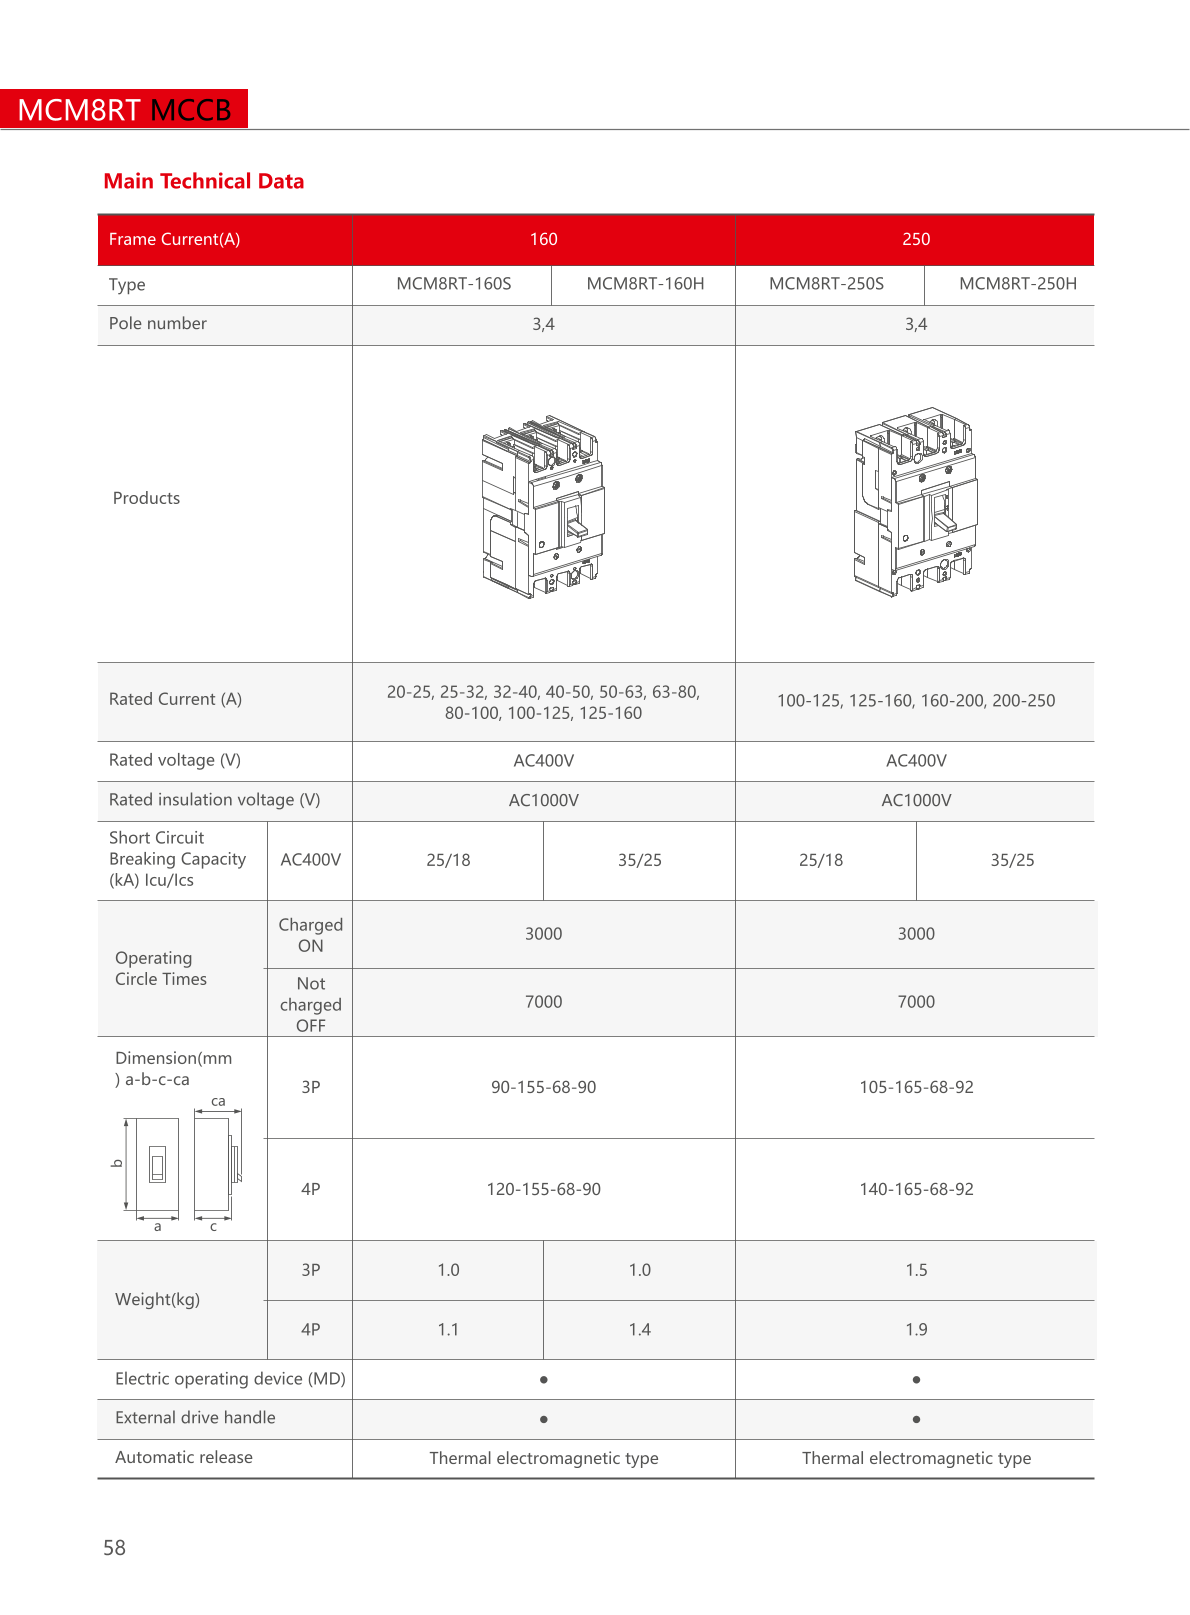 MCM8RT MCCB
Main Technical Data
Frame Current(A) 160 250
Type MCM8RT-160S MCM8RT-160H MCM8RT-250S MCM8RT-250H
Pole number 3,4 3,4
Products
Rated Current (A) 20-25, 25-32, 32-40, 40-50, 50-63, 63-80,
80-100, 100-125, 125-160
100-125, 125-160, 160-200, 200-250
Rated voltage (V) AC400V AC400V
Rated insulation voltage (V) AC1000V AC1000V
Short Circuit
Breaking Capacity
(kA) Icu/Ics
AC400V 25/18 35/25 25/18 35/25
Operating
Circle Times
Charged
ON
3000 3000
Not
charged
OFF
7000 7000
Dimension(mm
) a-b-c-ca
ca
b
a c
3P 90-155-68-90 105-165-68-92
4P 120-155-68-90 140-165-68-92
Weight(kg)
3P 1.0 1.0 1.5
4P 1.1 1.4 1.9
Electric operating device (MD) ● ●
External drive handle ● ●
Automatic release Thermal electromagnetic type Thermal electromagnetic type
58